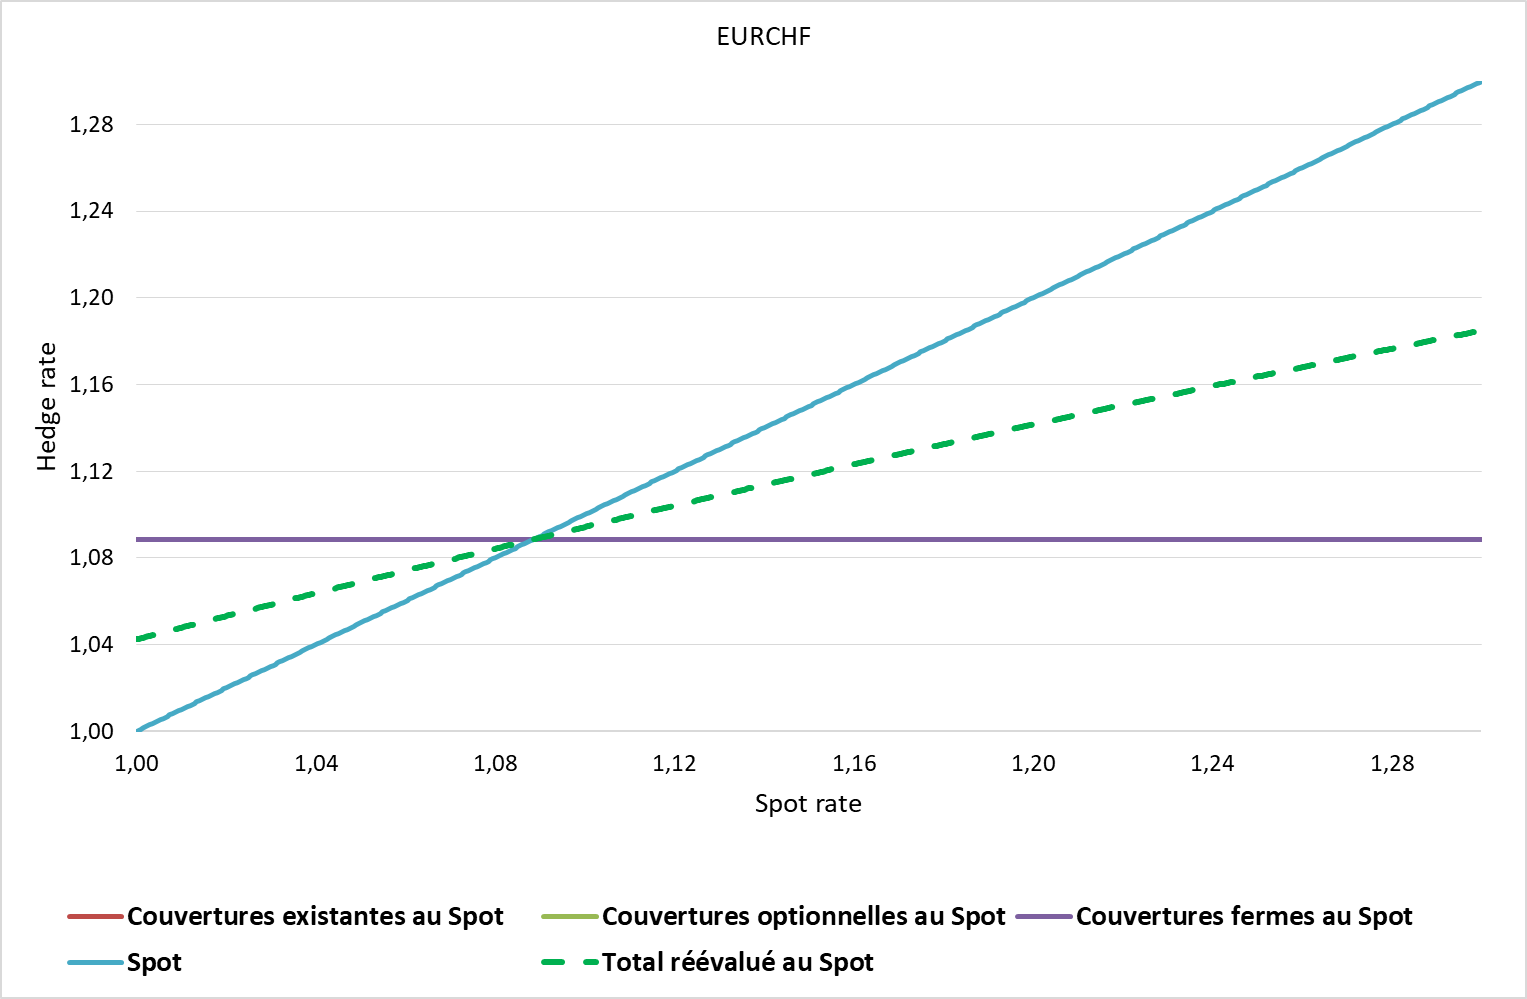 EURCHF
1,28
1,24
1,20
1,16
1,12
1,08
1,04
1,00
Hedge rate
1,00 1,04 1,08 1,12 1,16 1,20 1,24 1,28
Spot rate
Couvertures existantes au Spot Couvertures optionnelles au Spot Couvertures fermes au Spot
Spot Total réévalué au Spot